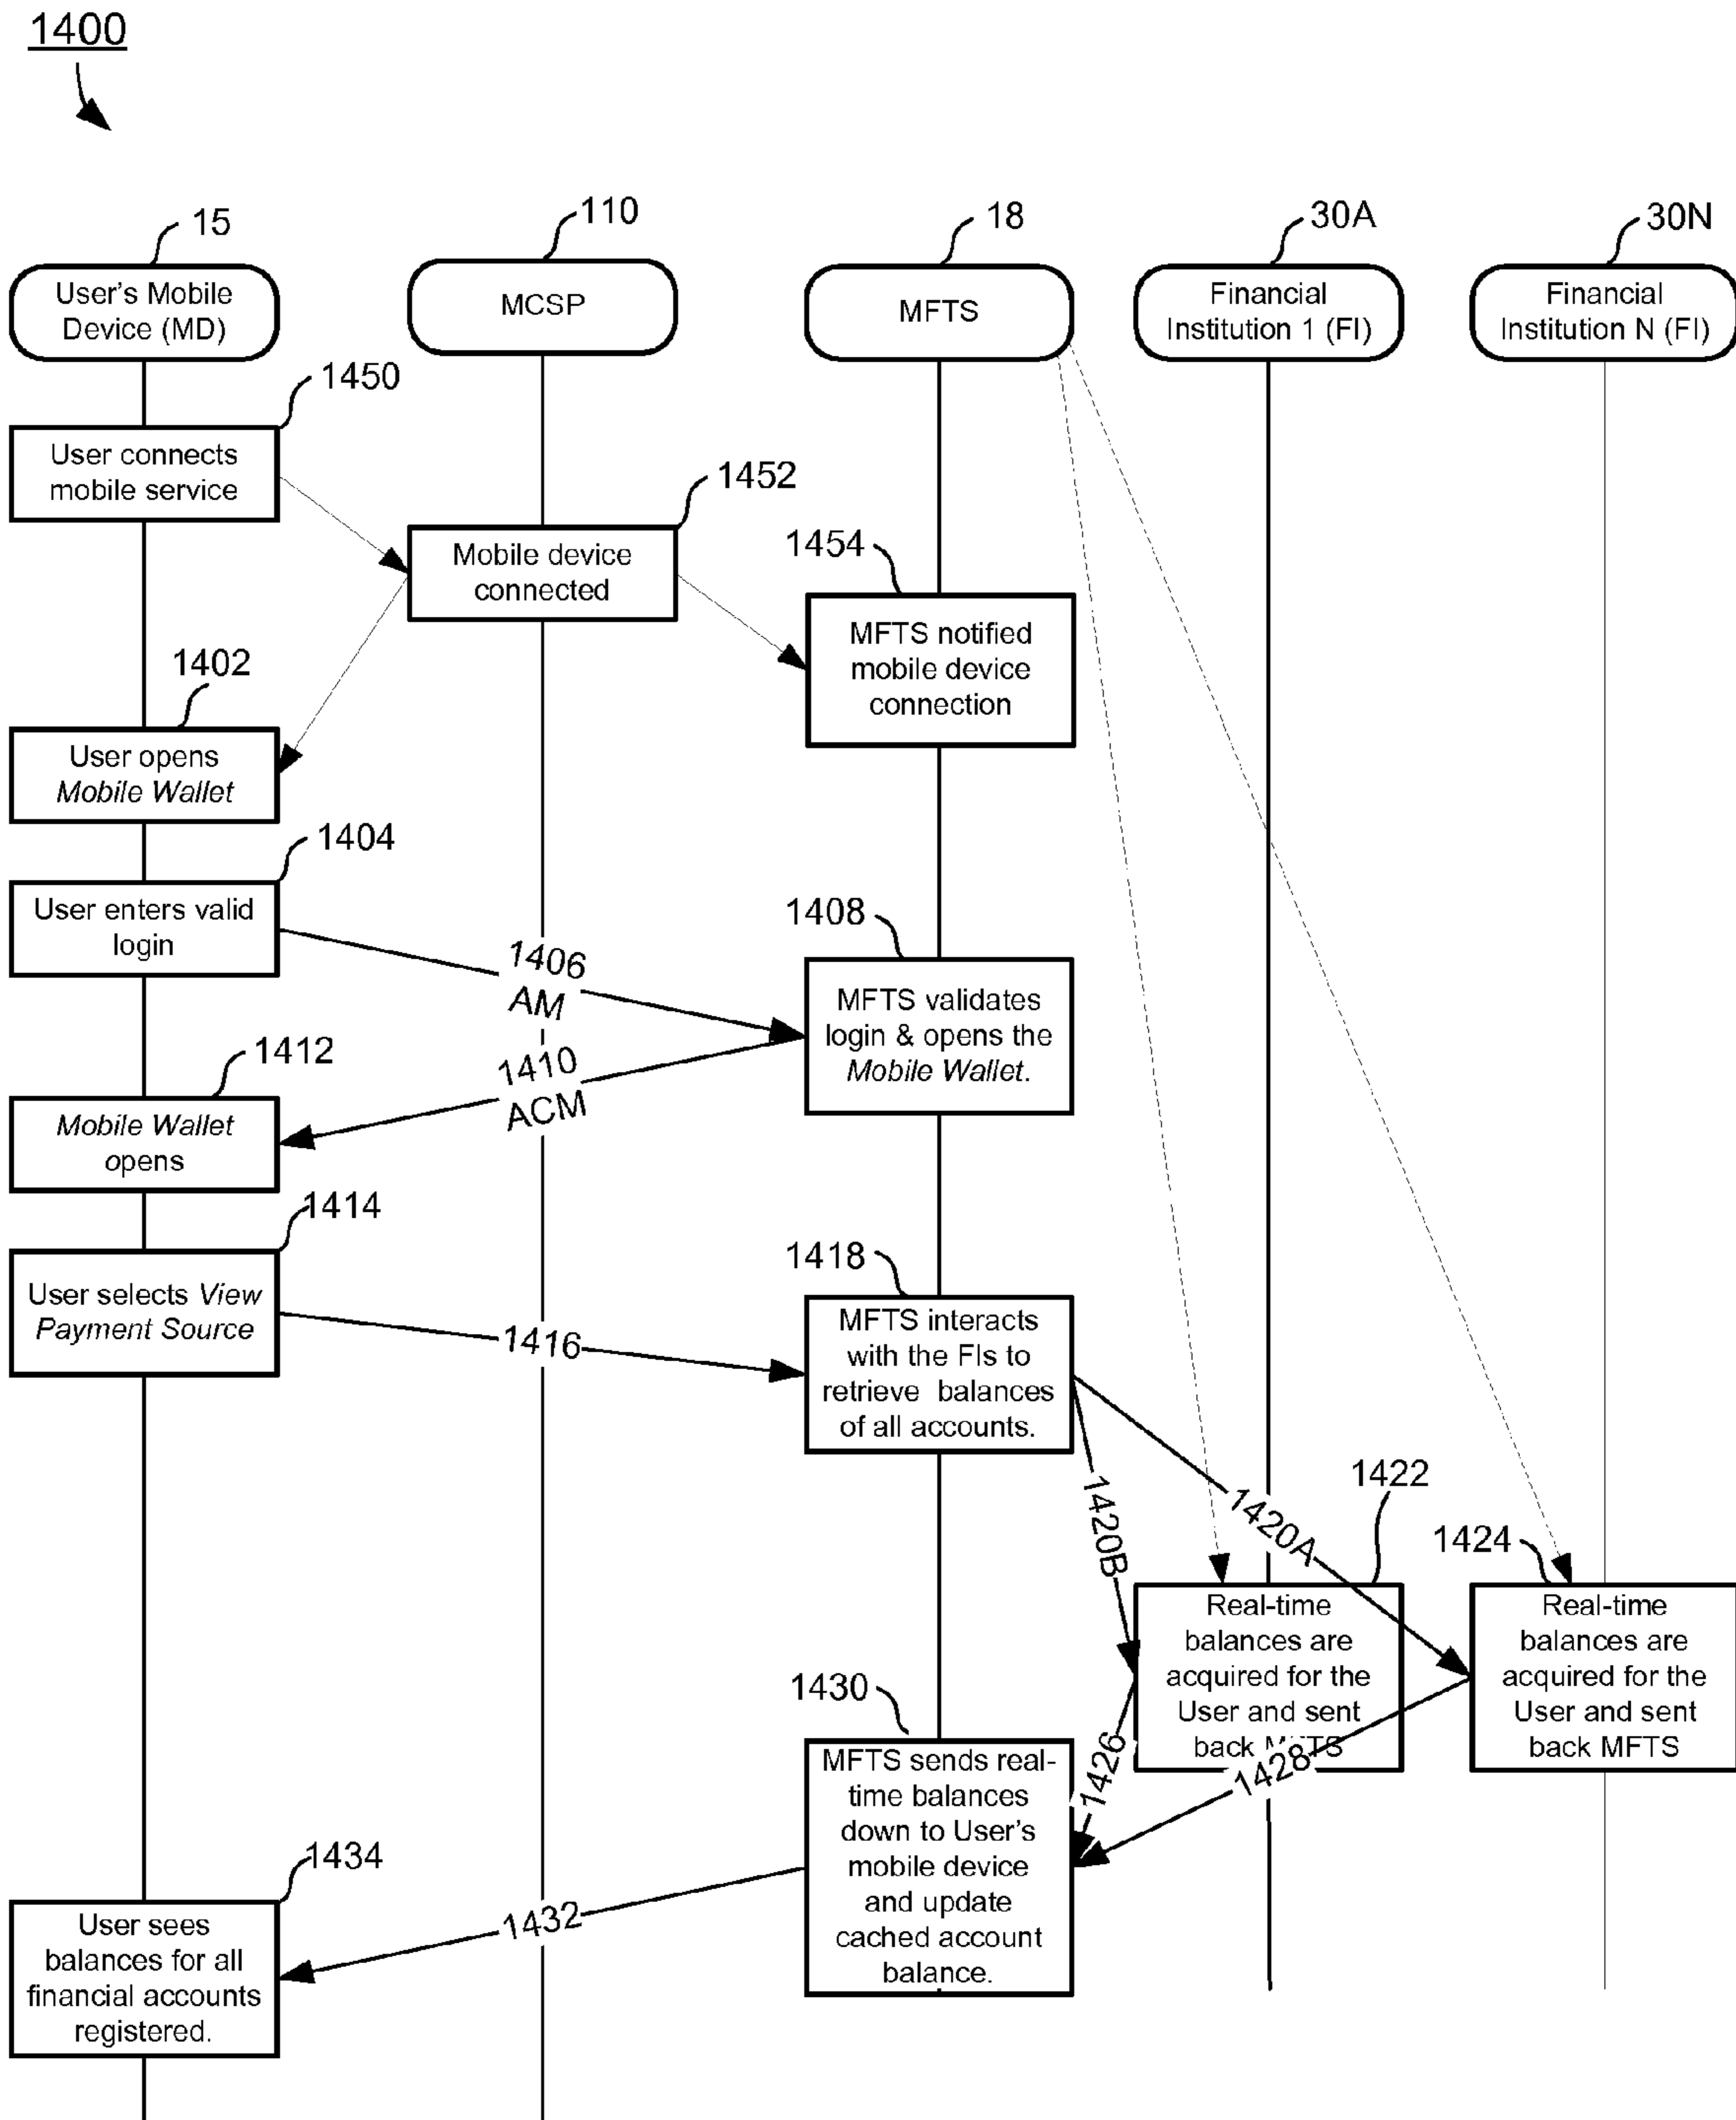 1400
15
110
18
30A
30N
User's Mobile
Device (MD)
MCSP
MFTS
Financial
Institution 1 (FI)
Financial
Institution N (FI)
1450
User connects
mobile service
1452
Mobile device
connected
1454
MFTS notified
mobile device
connection
1402
User opens
Mobile Wallet
1404
User enters valid
login
1406
AM
1408
MFTS validates
login & opens the
Mobile Wallet.
1410
ACM
1412
Mobile Wallet
opens
1414
User selects View
Payment Source
1416
1418
MFTS interacts
with the FIs to
retrieve balances
of all accounts.
1420B
1420A
1422
Real-time
balances are
acquired for the
User and sent
back MFTS
1424
Real-time
balances are
acquired for the
User and sent
back MFTS
1426
1428
1430
MFTS sends real-
time balances
down to User's
mobile device
and update
cached account
balance.
1432
1434
User sees
balances for all
financial accounts
registered.